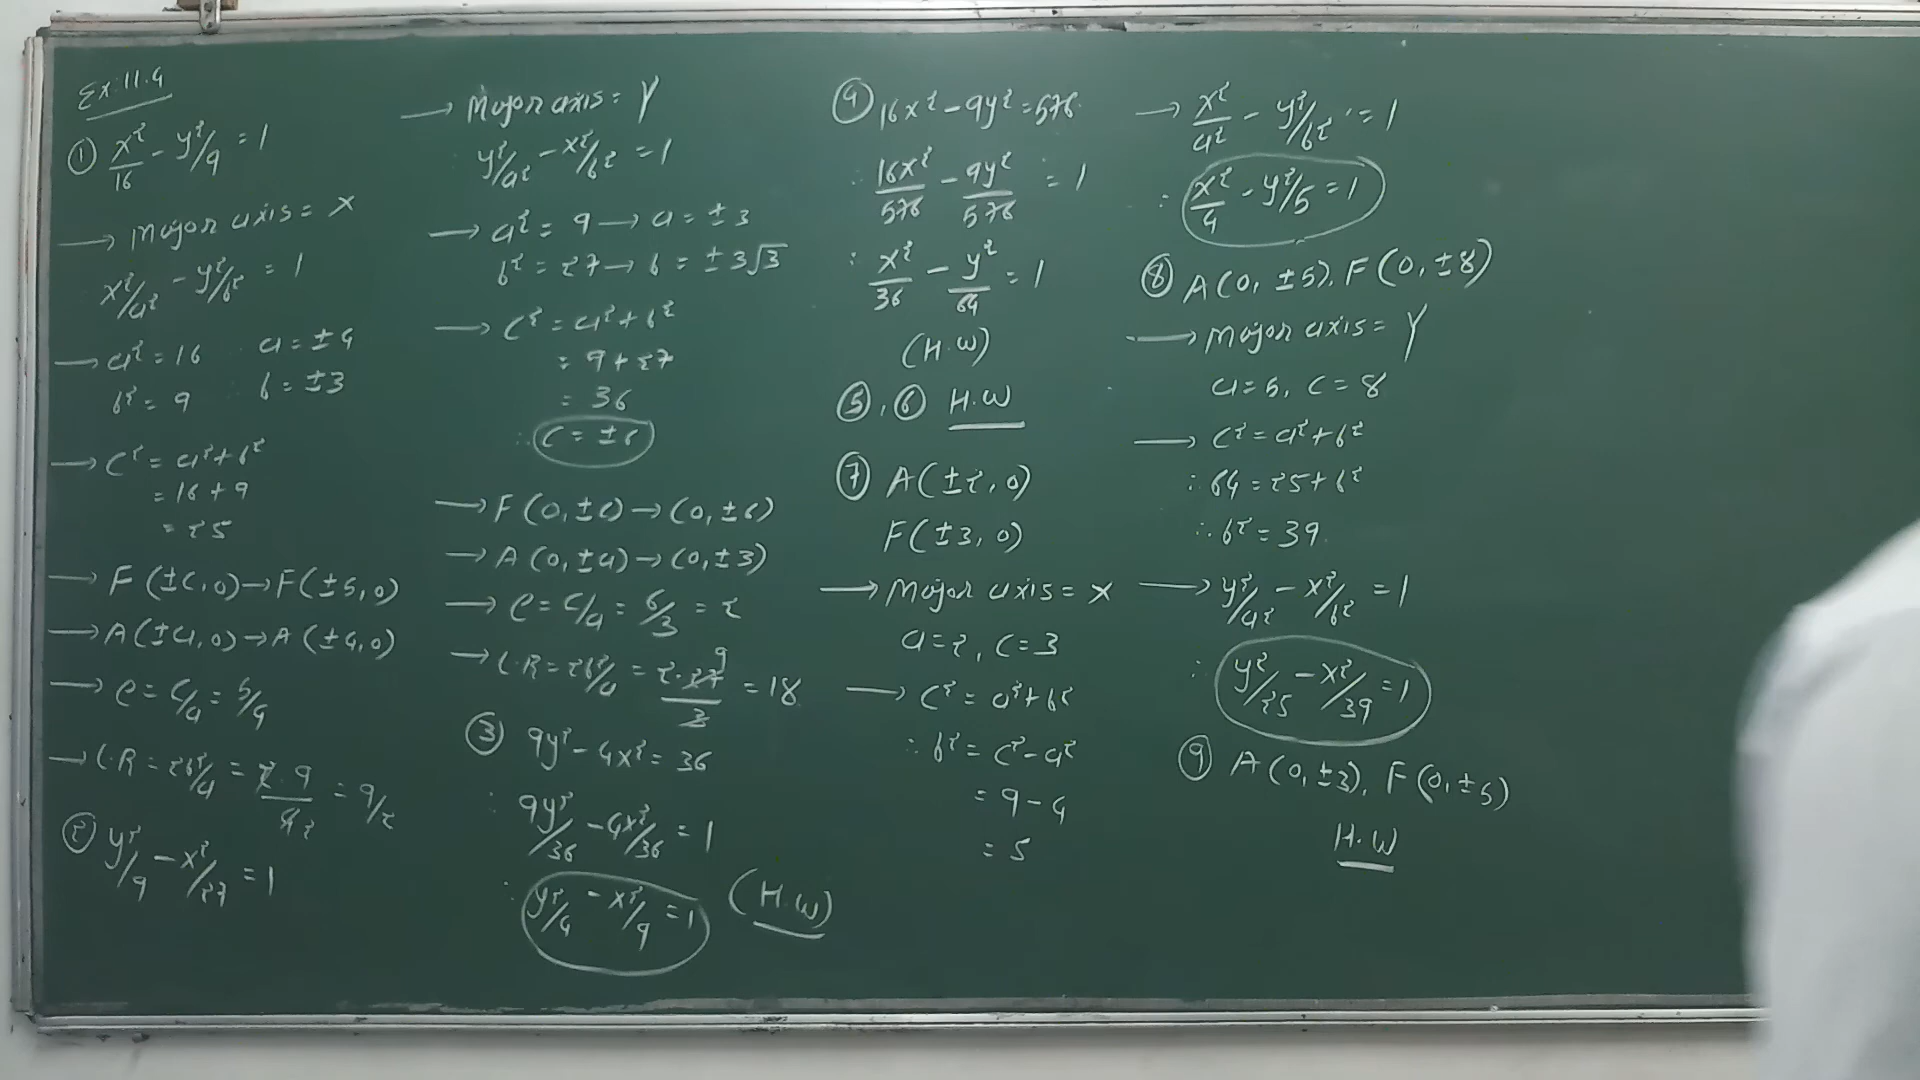 Ex. 11.4
① x²/16 - y²/9 = 1
→ Major axis = X
x²/a² - y²/b² = 1
→ a² = 16 ∴ a = ±4
b² = 9 ∴ b = ±3
→ c² = a² + b²
= 16 + 9
= 25
→ F (±c, 0) → F (±5, 0)
→ A (±a, 0) → A (±4, 0)
→ e = c/a = 5/4
→ L.R = 2b²/a = 2·9/4 2 = 9/2
② y²/9 - x²/27 = 1
→ Major axis = Y
∴ y²/a² - x²/b² = 1
→ a² = 9 → a = ±3
b² = 27 → b = ±3√3
→ c² = a² + b²
= 9 + 27
= 36
∴ c = ±6
→ F (0, ±c) → (0, ±6)
→ A (0, ±a) → (0, ±3)
→ e = c/a = 6/3 = 2
→ L.R = 2b²/a = 2·27 9/3 = 18
③ 9y² - 4x² = 36
∴ 9y²/36 - 4x²/36 = 1
∴ y²/4 - x²/9 = 1 (H.W)
④ 16x² - 9y² = 576
∴ 16x²/576 - 9y²/576 = 1
∴ x²/36 - y²/64 = 1
(H.W)
⑤, ⑥ H.W
⑦ A (±2, 0)
F (±3, 0)
→ Major axis = X
a = 2, c = 3
→ c² = a² + b²
∴ b² = c² - a²
= 9 - 4
= 5
→ x²/a² - y²/b² = 1
∴ x²/4 - y²/5 = 1
⑧ A (0, ±5), F (0, ±8)
→ Major axis = Y
a = 5, c = 8
→ c² = a² + b²
∴ 64 = 25 + b²
∴ b² = 39
→ y²/a² - x²/b² = 1
∴ y²/25 - x²/39 = 1
⑨ A (0, ±3), F (0, ±5)
H.W